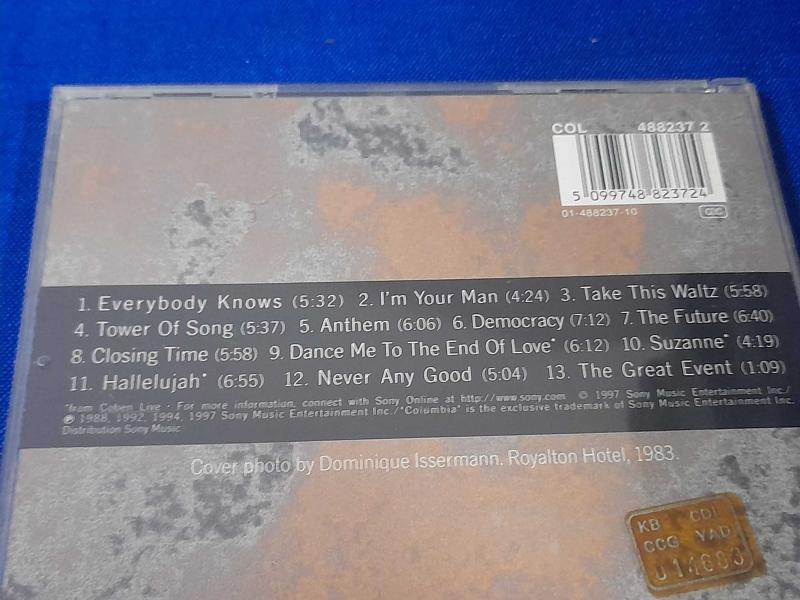 COL 488237 2
5 099748 823724
01-488237-10
1. Everybody Knows (5:32) 2. I'm Your Man (4:24) 3. Take This Waltz (5:58)
4. Tower Of Song (5:37) 5. Anthem (6:06) 6. Democracy (7:12) 7. The Future (6:40)
8. Closing Time (5:58) 9. Dance Me To The End Of Love* (6:12) 10. Suzanne* (4:19)
11. Hallelujah* (6:55) 12. Never Any Good (5:04) 13. The Great Event (1:09)
*from Cohen Live · For more information, connect with Sony Online at http://www.sony.com © 1997 Sony Music Entertainment Inc./
℗ 1988, 1992, 1994, 1997 Sony Music Entertainment Inc./"Columbia" is the exclusive trademark of Sony Music Entertainment Inc.
Distribution Sony Music
Cover photo by Dominique Issermann. Royalton Hotel, 1983.
KB CDI
CCG YAD